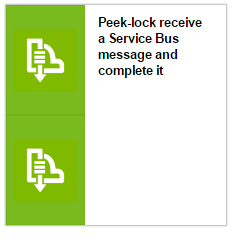 Peek-lock receive
a Service Bus
message and
complete it